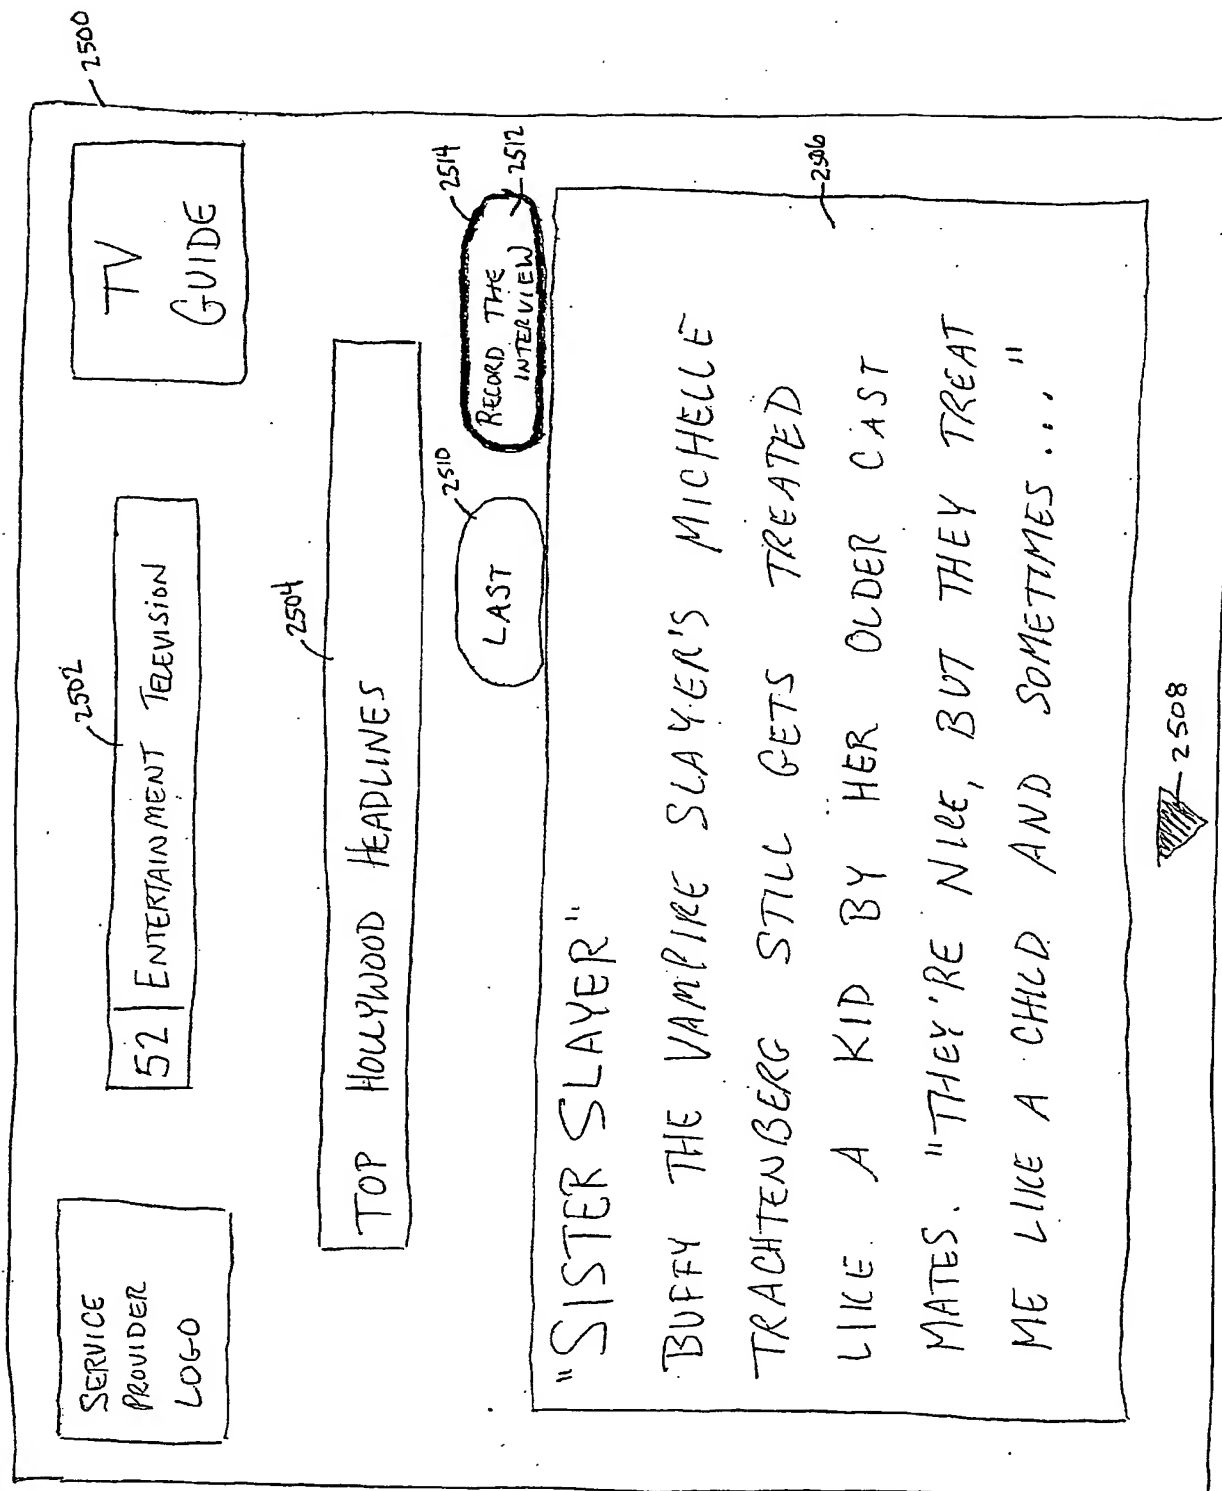 2500
SERVICE
PROVIDER
LOGO
2502
52 | ENTERTAINMENT TELEVISION
TV
GUIDE
2504
TOP HOLLYWOOD HEADLINES
2510
LAST
2514
RECORD THE
INTERVIEW
2512
"SISTER SLAYER"
2506
BUFFY THE VAMPIRE SLAYER'S MICHELLE
TRACHTENBERG STILL GETS TREATED
LIKE A KID BY HER OLDER CAST
MATES. "THEY'RE NICE, BUT THEY TREAT
ME LIKE A CHILD AND SOMETIMES..."
2508